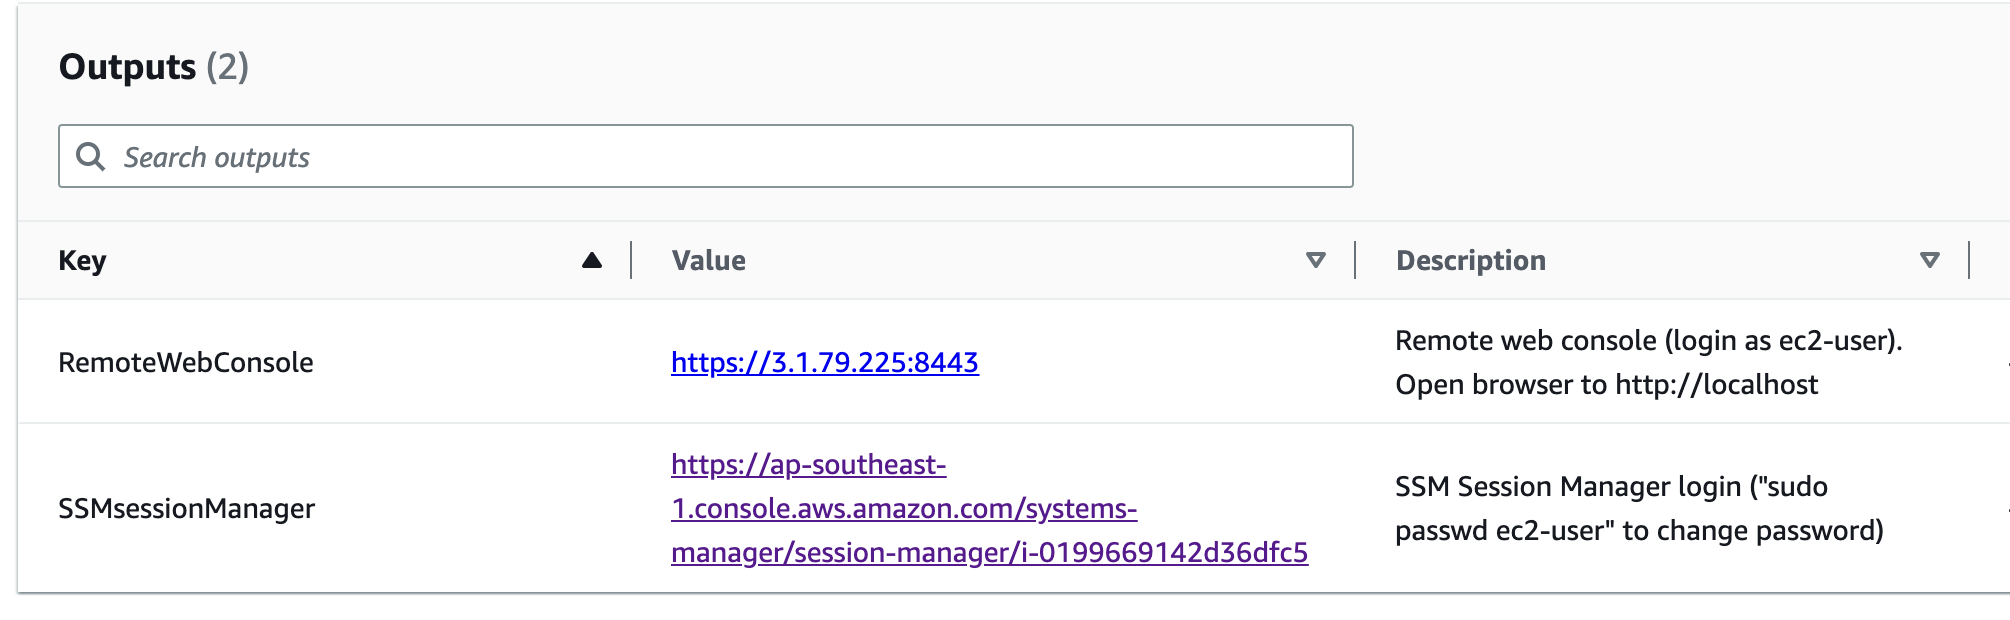 Outputs (2)
Search outputs
Key Value Description
RemoteWebConsole https://3.1.79.225:8443 Remote web console (login as ec2-user).
Open browser to http://localhost
SSMsessionManager https://ap-southeast-
1.console.aws.amazon.com/systems-
manager/session-manager/i-0199669142d36dfc5
SSM Session Manager login ("sudo
passwd ec2-user" to change password)